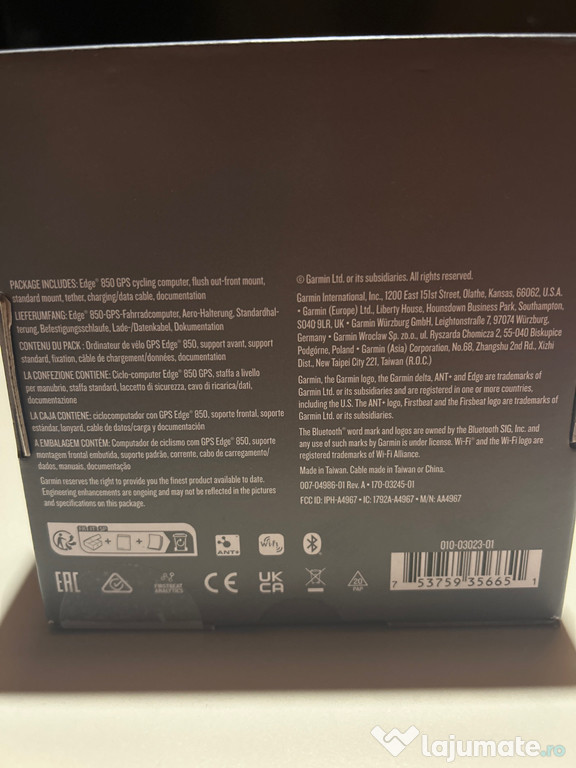 PACKAGE INCLUDES: Edge® 850 GPS cycling computer, flush out-front mount,
standard mount, tether, charging/data cable, documentation
LIEFERUMFANG: Edge® 850-GPS-Fahrradcomputer, Aero-Halterung, Standardhal-
terung, Befestigungsschlaufe, Lade-/Datenkabel, Dokumentation
CONTENU DU PACK : Ordinateur de vélo GPS Edge® 850, support avant, support
standard, fixation, câble de chargement/données, documentation
LA CONFEZIONE CONTIENE: Ciclo-computer Edge® 850 GPS, staffa a livello
per manubrio, staffa standard, laccetto di sicurezza, cavo di ricarica/dati,
documentazione
LA CAJA CONTIENE: ciclocomputador con GPS Edge® 850, soporte frontal, soporte
estándar, lanyard, cable de datos/carga y documentación
A EMBALAGEM CONTÉM: Computador de ciclismo com GPS Edge® 850, suporte
montagem frontal embutida, suporte padrão, correia, cabo de carregamento/
dados, manuais, documentação
Garmin reserves the right to provide you the finest product available to date.
Engineering enhancements are ongoing and may not be reflected in the pictures
and specifications on this package.
© Garmin Ltd. or its subsidiaries. All rights reserved.
Garmin International, Inc., 1200 East 151st Street, Olathe, Kansas, 66062, U.S.A.
• Garmin (Europe) Ltd., Liberty House, Hounsdown Business Park, Southampton,
SO40 9LR, UK • Garmin Würzburg GmbH, Leightonstraße 7, 97074 Würzburg,
Germany • Garmin Wroclaw Sp. zo.o., ul. Ryszarda Chomicza 2, 55-040 Biskupice
Podgórne, Poland • Garmin (Asia) Corporation, No.68, Zhangshu 2nd Rd., Xizhi
Dist., New Taipei City 221, Taiwan (R.O.C.)
Garmin, the Garmin logo, the Garmin delta, ANT+ and Edge are trademarks of
Garmin Ltd. or its subsidiaries and are registered in one or more countries,
including the U.S. The ANT+ logo, Firstbeat and the Firsbeat logo are trademarks of
Garmin Ltd. or its subsidiaries.
The Bluetooth® word mark and logos are owned by the Bluetooth SIG, Inc. and
any use of such marks by Garmin is under license. Wi-Fi® and the Wi-Fi logo are
registered trademarks of Wi-Fi Alliance.
Made in Taiwan. Cable made in Taiwan or China.
007-04986-01 Rev. A • 170-03245-01
FCC ID: IPH-A4967 • IC: 1792A-A4967 • M/N: AA4967
ANT+
Wi Fi
EAC
FIRSTBEAT
ANALYTICS
CE
UK
CA
20
PAP
010-03023-01
7 53759 35665 1
lajumate.ro